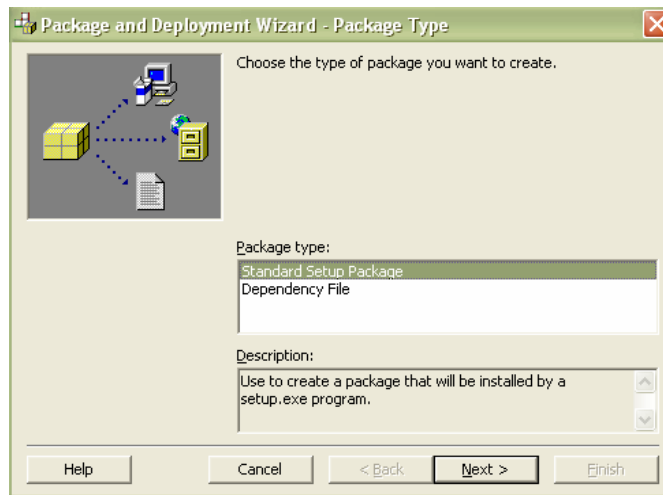 Package and Deployment Wizard - Package Type
Choose the type of package you want to create.
Package type:
Standard Setup Package
Dependency File
Description:
Use to create a package that will be installed by a
setup.exe program.
Help
Cancel
< Back
Next >
Finish